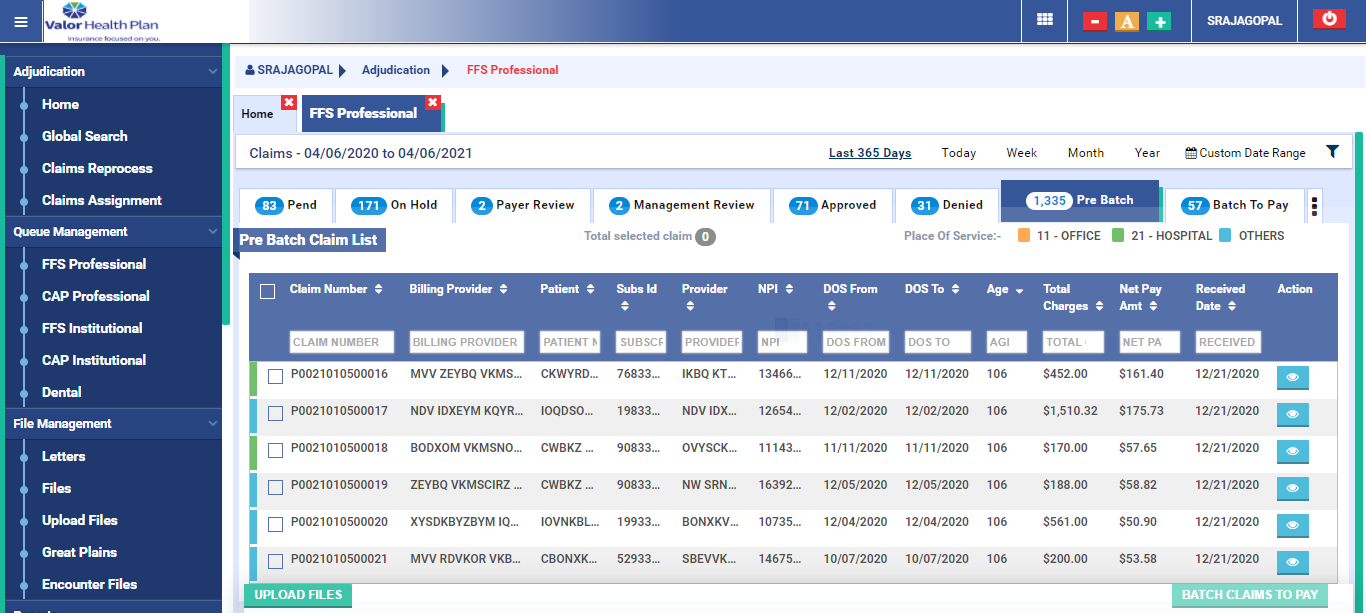 Valor Health Plan
Insurance focused on you.
A
SRAJAGOPAL
Adjudication
Home
Global Search
Claims Reprocess
Claims Assignment
Queue Management
FFS Professional
CAP Professional
FFS Institutional
CAP Institutional
Dental
File Management
Letters
Files
Upload Files
Great Plains
Encounter Files
SRAJAGOPAL Adjudication FFS Professional
Home FFS Professional
Claims - 04/06/2020 to 04/06/2021 Last 365 Days Today Week Month Year Custom Date Range
83 Pend 171 On Hold 2 Payer Review 2 Management Review 71 Approved 31 Denied 1,335 Pre Batch 57 Batch To Pay
Pre Batch Claim List Total selected claim 0 Place Of Service:- 11 - OFFICE 21 - HOSPITAL OTHERS
Claim Number Billing Provider Patient Subs Id Provider NPI DOS From DOS To Age Total Charges Net Pay Amt Received Date Action
CLAIM NUMBER BILLING PROVIDER PATIENT N SUBSCF PROVIDER NPI DOS FROM DOS TO AGI TOTAL NET PA RECEIVED
P0021010500016 MVV ZEYBQ VKMS... CKWYRD... 76833... IKBQ KT... 13466... 12/11/2020 12/11/2020 106 $452.00 $161.40 12/21/2020
P0021010500017 NDV IDXEYM KQYR... IOQDSO... 19833... NDV IDX... 12654... 12/02/2020 12/02/2020 106 $1,510.32 $175.73 12/21/2020
P0021010500018 BODXOM VKMSNO... CWBKZ ... 90833... OVYSCK... 11143... 11/11/2020 11/11/2020 106 $170.00 $57.65 12/21/2020
P0021010500019 ZEYBQ VKMSCIRZ ... CWBKZ ... 90833... NW SRN... 16392... 12/05/2020 12/05/2020 106 $188.00 $58.82 12/21/2020
P0021010500020 XYSDKBYZBYM IQ... IOVNKBL... 19933... BONXKV... 10735... 12/04/2020 12/04/2020 106 $561.00 $50.90 12/21/2020
P0021010500021 MVV RDVKOR VKB... CBONXK... 52933... SBEVVK... 14675... 10/07/2020 10/07/2020 106 $200.00 $53.58 12/21/2020
UPLOAD FILES BATCH CLAIMS TO PAY